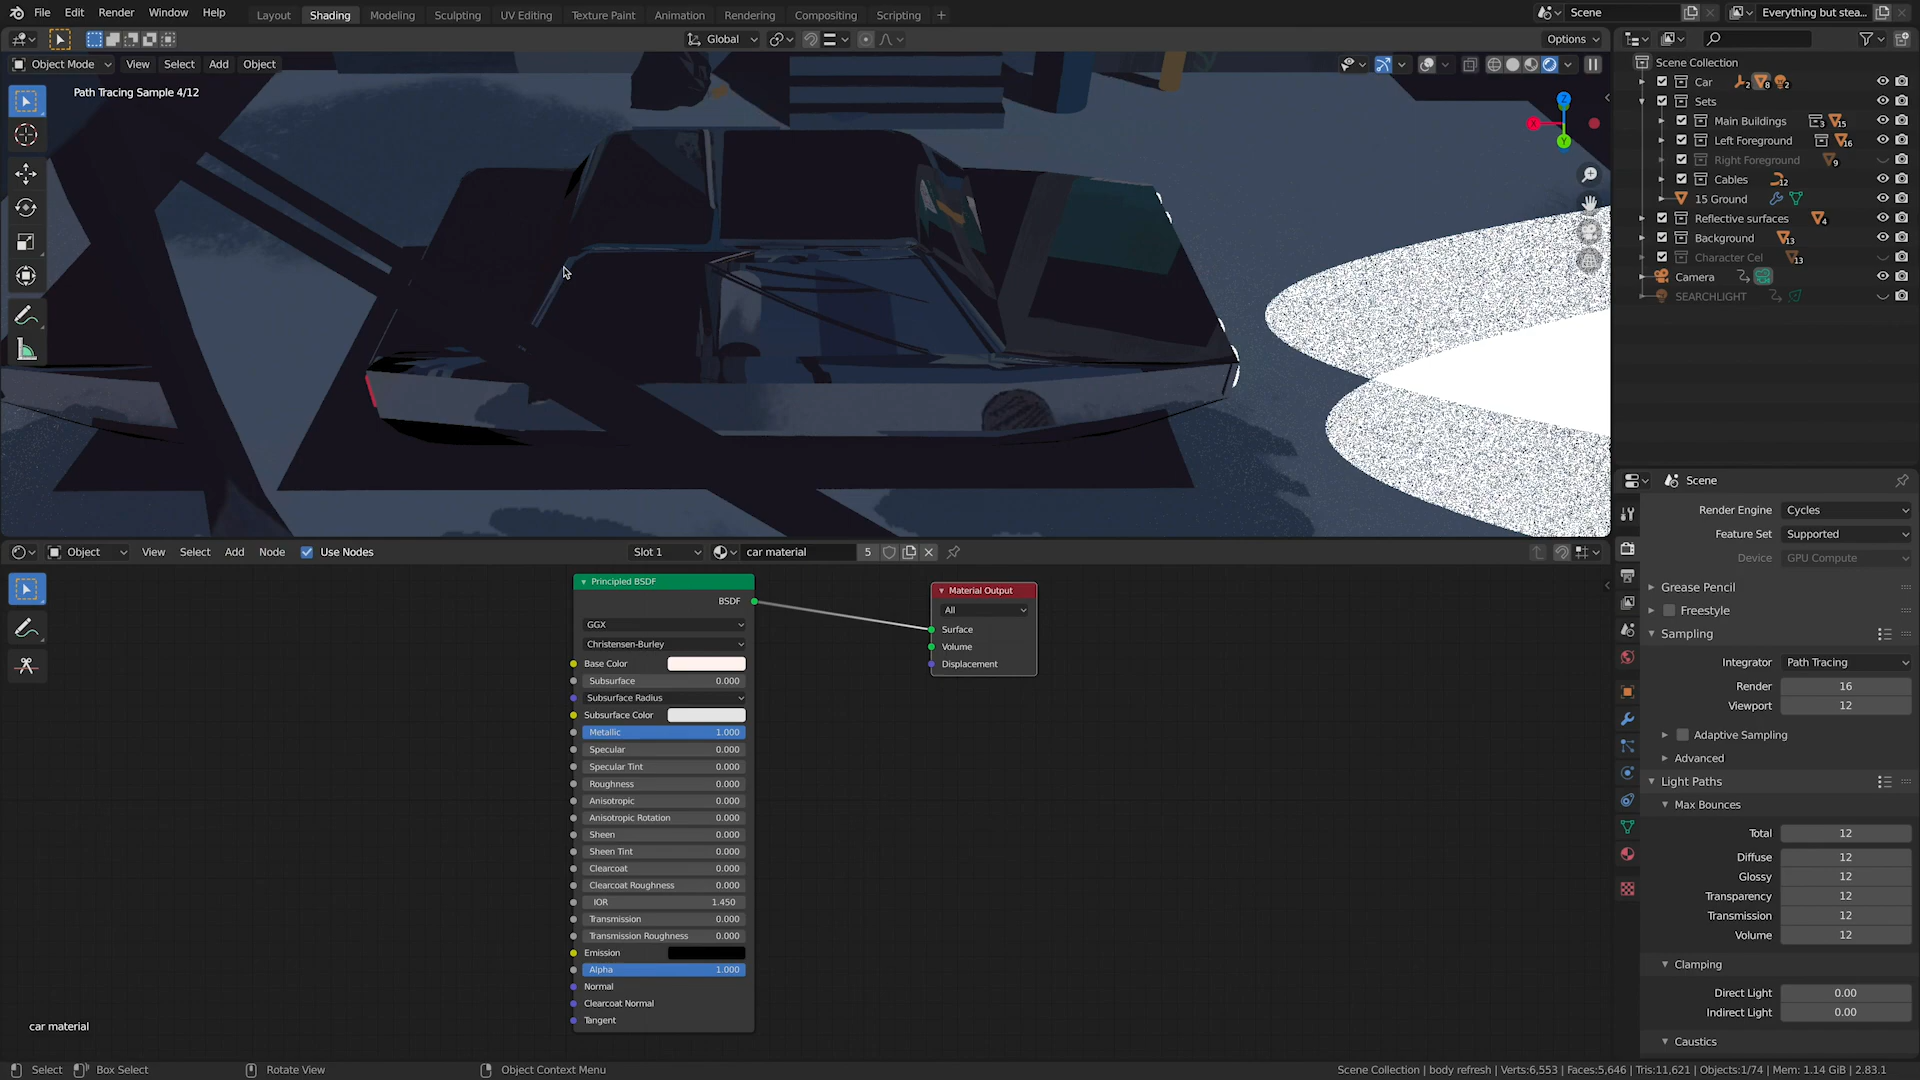 File Edit Render Window Help Layout Shading Modeling Sculpting UV Editing Texture Paint Animation Rendering Compositing Scripting + Scene Everything but stea...
Global Options
Object Mode View Select Add Object
Path Tracing Sample 4/12
Z
X
Y
Scene Collection
Car 2 8 2
Sets
Main Buildings 3 15
Left Foreground 16
Right Foreground 9
Cables 12
15 Ground
Reflective surfaces 4
Background 13
Character Cel 13
Camera
SEARCHLIGHT
Scene
Render Engine Cycles
Feature Set Supported
Device GPU Compute
Grease Pencil
Freestyle
Sampling
Integrator Path Tracing
Render 16
Viewport 12
Adaptive Sampling
Advanced
Light Paths
Max Bounces
Total 12
Diffuse 12
Glossy 12
Transparency 12
Transmission 12
Volume 12
Clamping
Direct Light 0.00
Indirect Light 0.00
Caustics
Object View Select Add Node Use Nodes Slot 1 car material 5
Principled BSDF
BSDF
GGX
Christensen-Burley
Base Color
Subsurface 0.000
Subsurface Radius
Subsurface Color
Metallic 1.000
Specular 0.000
Specular Tint 0.000
Roughness 0.000
Anisotropic 0.000
Anisotropic Rotation 0.000
Sheen 0.000
Sheen Tint 0.000
Clearcoat 0.000
Clearcoat Roughness 0.000
IOR 1.450
Transmission 0.000
Transmission Roughness 0.000
Emission
Alpha 1.000
Normal
Clearcoat Normal
Tangent
Material Output
All
Surface
Volume
Displacement
car material
Select Box Select Rotate View Object Context Menu Scene Collection | body refresh | Verts:6,553 | Faces:5,646 | Tris:11,621 | Objects:1/74 | Mem: 1.14 GiB | 2.83.1